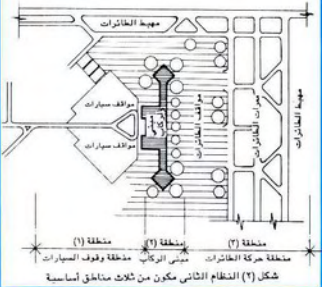 مهبط الطائرات
مهبط الطائرات
ممرات الطائرات
مواقف الطائرات
مبنى الركاب
مواقف سيارات
مواقف سيارات
منطقة (١)
منطقة (٢)
منطقة (٣)
منطقة وقوف السيارات
مبنى الركاب
منطقة حركة الطائرات
شكل (٢) النظام الثانى مكون من ثلاث مناطق أساسية